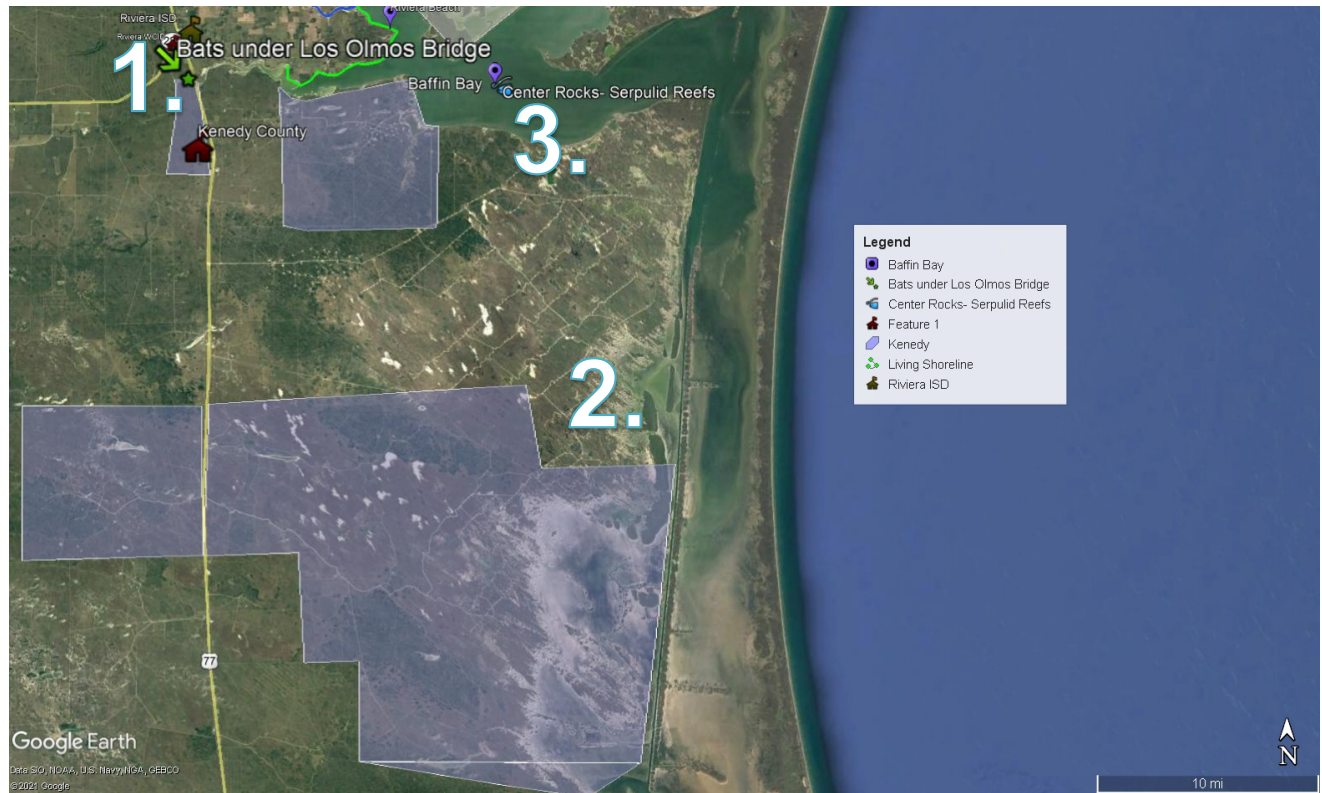 Riviera Beach
Riviera ISD
Bats under Los Olmos Bridge
1.
Baffin Bay
Center Rocks- Serpulid Reefs
Kenedy County
3.
Legend
Baffin Bay
Bats under Los Olmos Bridge
Center Rocks- Serpulid Reefs
Feature 1
Kenedy
Living Shoreline
Riviera ISD
2.
77
Google Earth
Data SIO, NOAA, U.S. Navy, NGA, GEBCO
©2021 Google
N
10 mi